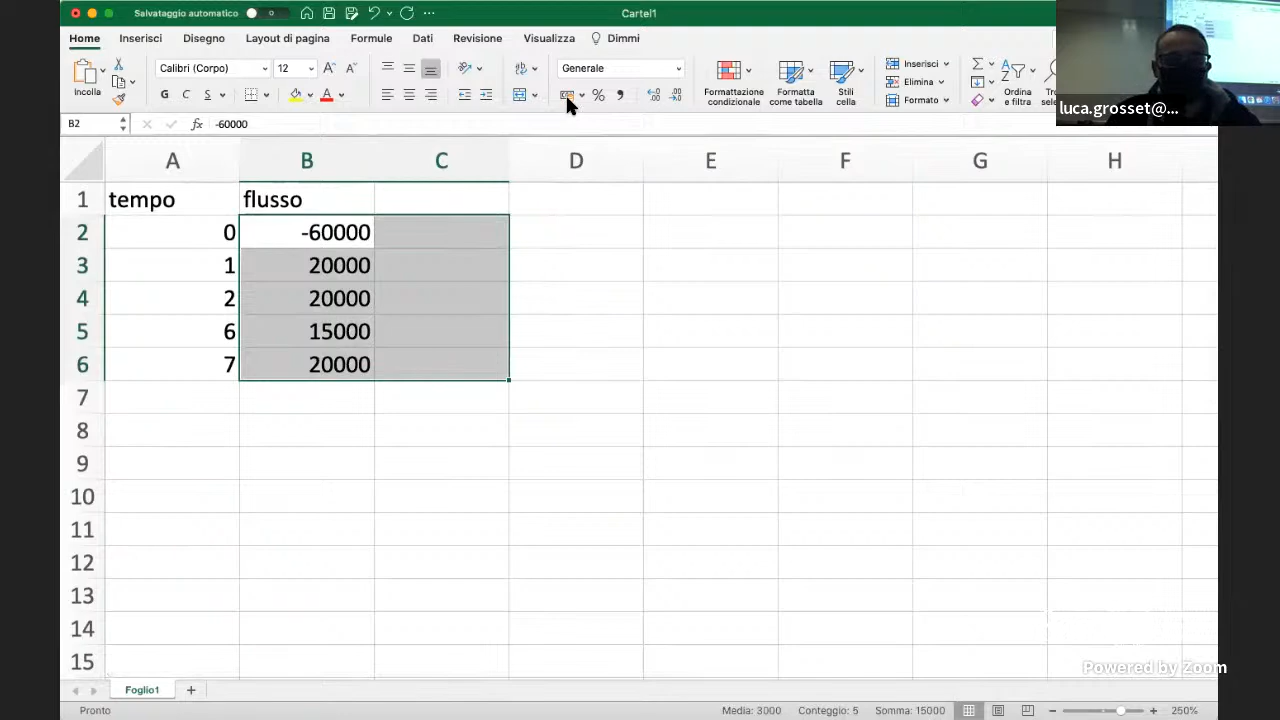 Salvataggio automatico
Cartel1
Home Inserisci Disegno Layout di pagina Formule Dati Revisione Visualizza Dimmi
Incolla
Calibri (Corpo) 12 A A
G C S A
Generale
% 
Formattazione condizionale
Formatta come tabella
Stili cella
Inserisci
Elimina
Formato
Ordina e filtra
luca.grosset@...
B2 fx -60000
A B C D E F G H
1 tempo flusso
2 0 -60000
3 1 20000
4 2 20000
5 6 15000
6 7 20000
7
8
9
10
11
12
13
14
15
Powered by Zoom
Foglio1 +
Pronto Media: 3000 Conteggio: 5 Somma: 15000 250%